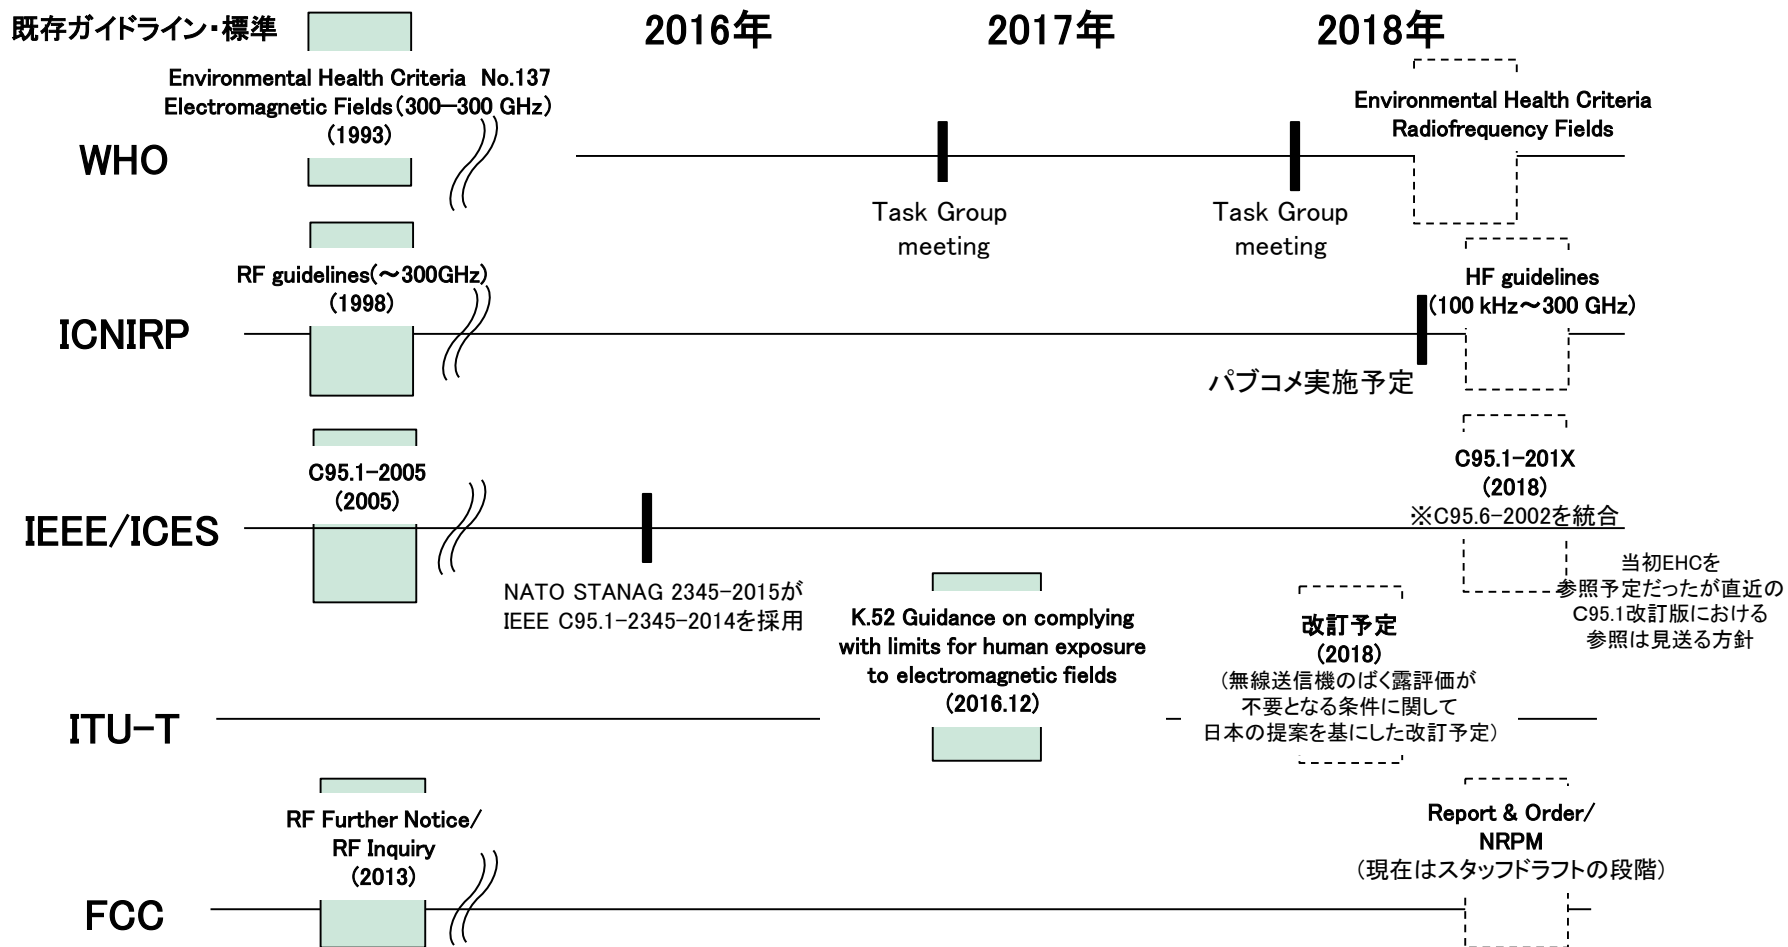 既存ガイドライン・標準
2016年
2017年
2018年
WHO
Environmental Health Criteria No.137
Electromagnetic Fields(300-300 GHz)
(1993)
Task Group
meeting
Task Group
meeting
Environmental Health Criteria
Radiofrequency Fields
ICNIRP
RF guidelines(～300GHz)
(1998)
パブコメ実施予定
HF guidelines
(100 kHz～300 GHz)
IEEE/ICES
C95.1-2005
(2005)
NATO STANAG 2345-2015が
IEEE C95.1-2345-2014を採用
C95.1-201X
(2018)
※C95.6-2002を統合
当初EHCを
参照予定だったが直近の
C95.1改訂版における
参照は見送る方針
ITU-T
K.52 Guidance on complying
with limits for human exposure
to electromagnetic fields
(2016.12)
改訂予定
(2018)
(無線送信機のばく露評価が
不要となる条件に関して
日本の提案を基にした改訂予定)
FCC
RF Further Notice/
RF Inquiry
(2013)
Report & Order/
NRPM
(現在はスタッフドラフトの段階)